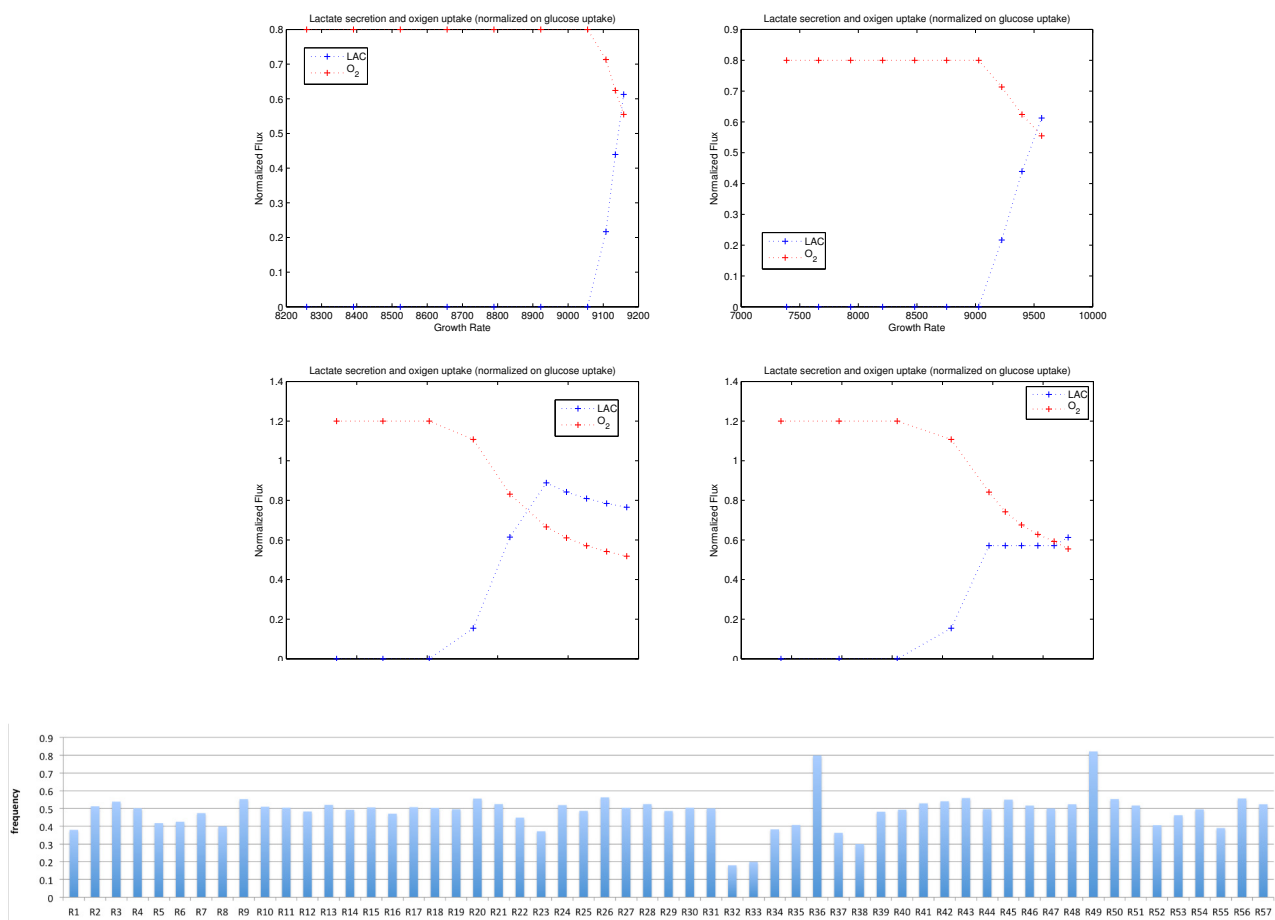 Lactate secretion and oxigen uptake (normalized on glucose uptake)
0.8
0.7
0.6
0.5
0.4
0.3
0.2
0.1
0
Normalized Flux
LAC
O2
8200 8300 8400 8500 8600 8700 8800 8900 9000 9100 9200
Growth Rate
Lactate secretion and oxigen uptake (normalized on glucose uptake)
0.9
0.8
0.7
0.6
0.5
0.4
0.3
0.2
0.1
0
Normalized Flux
LAC
O2
7000 7500 8000 8500 9000 9500 10000
Growth Rate
Lactate secretion and oxigen uptake (normalized on glucose uptake)
1.4
1.2
1
0.8
0.6
0.4
0.2
0
Normalized Flux
LAC
O2
Lactate secretion and oxigen uptake (normalized on glucose uptake)
1.4
1.2
1
0.8
0.6
0.4
0.2
0
Normalized Flux
LAC
O2
0.9
0.8
0.7
0.6
0.5
0.4
0.3
0.2
0.1
0
frequency
R1 R2 R3 R4 R5 R6 R7 R8 R9 R10 R11 R12 R13 R14 R15 R16 R17 R18 R19 R20 R21 R22 R23 R24 R25 R26 R27 R28 R29 R30 R31 R32 R33 R34 R35 R36 R37 R38 R39 R40 R41 R42 R43 R44 R45 R46 R47 R48 R49 R50 R51 R52 R53 R54 R55 R56 R57